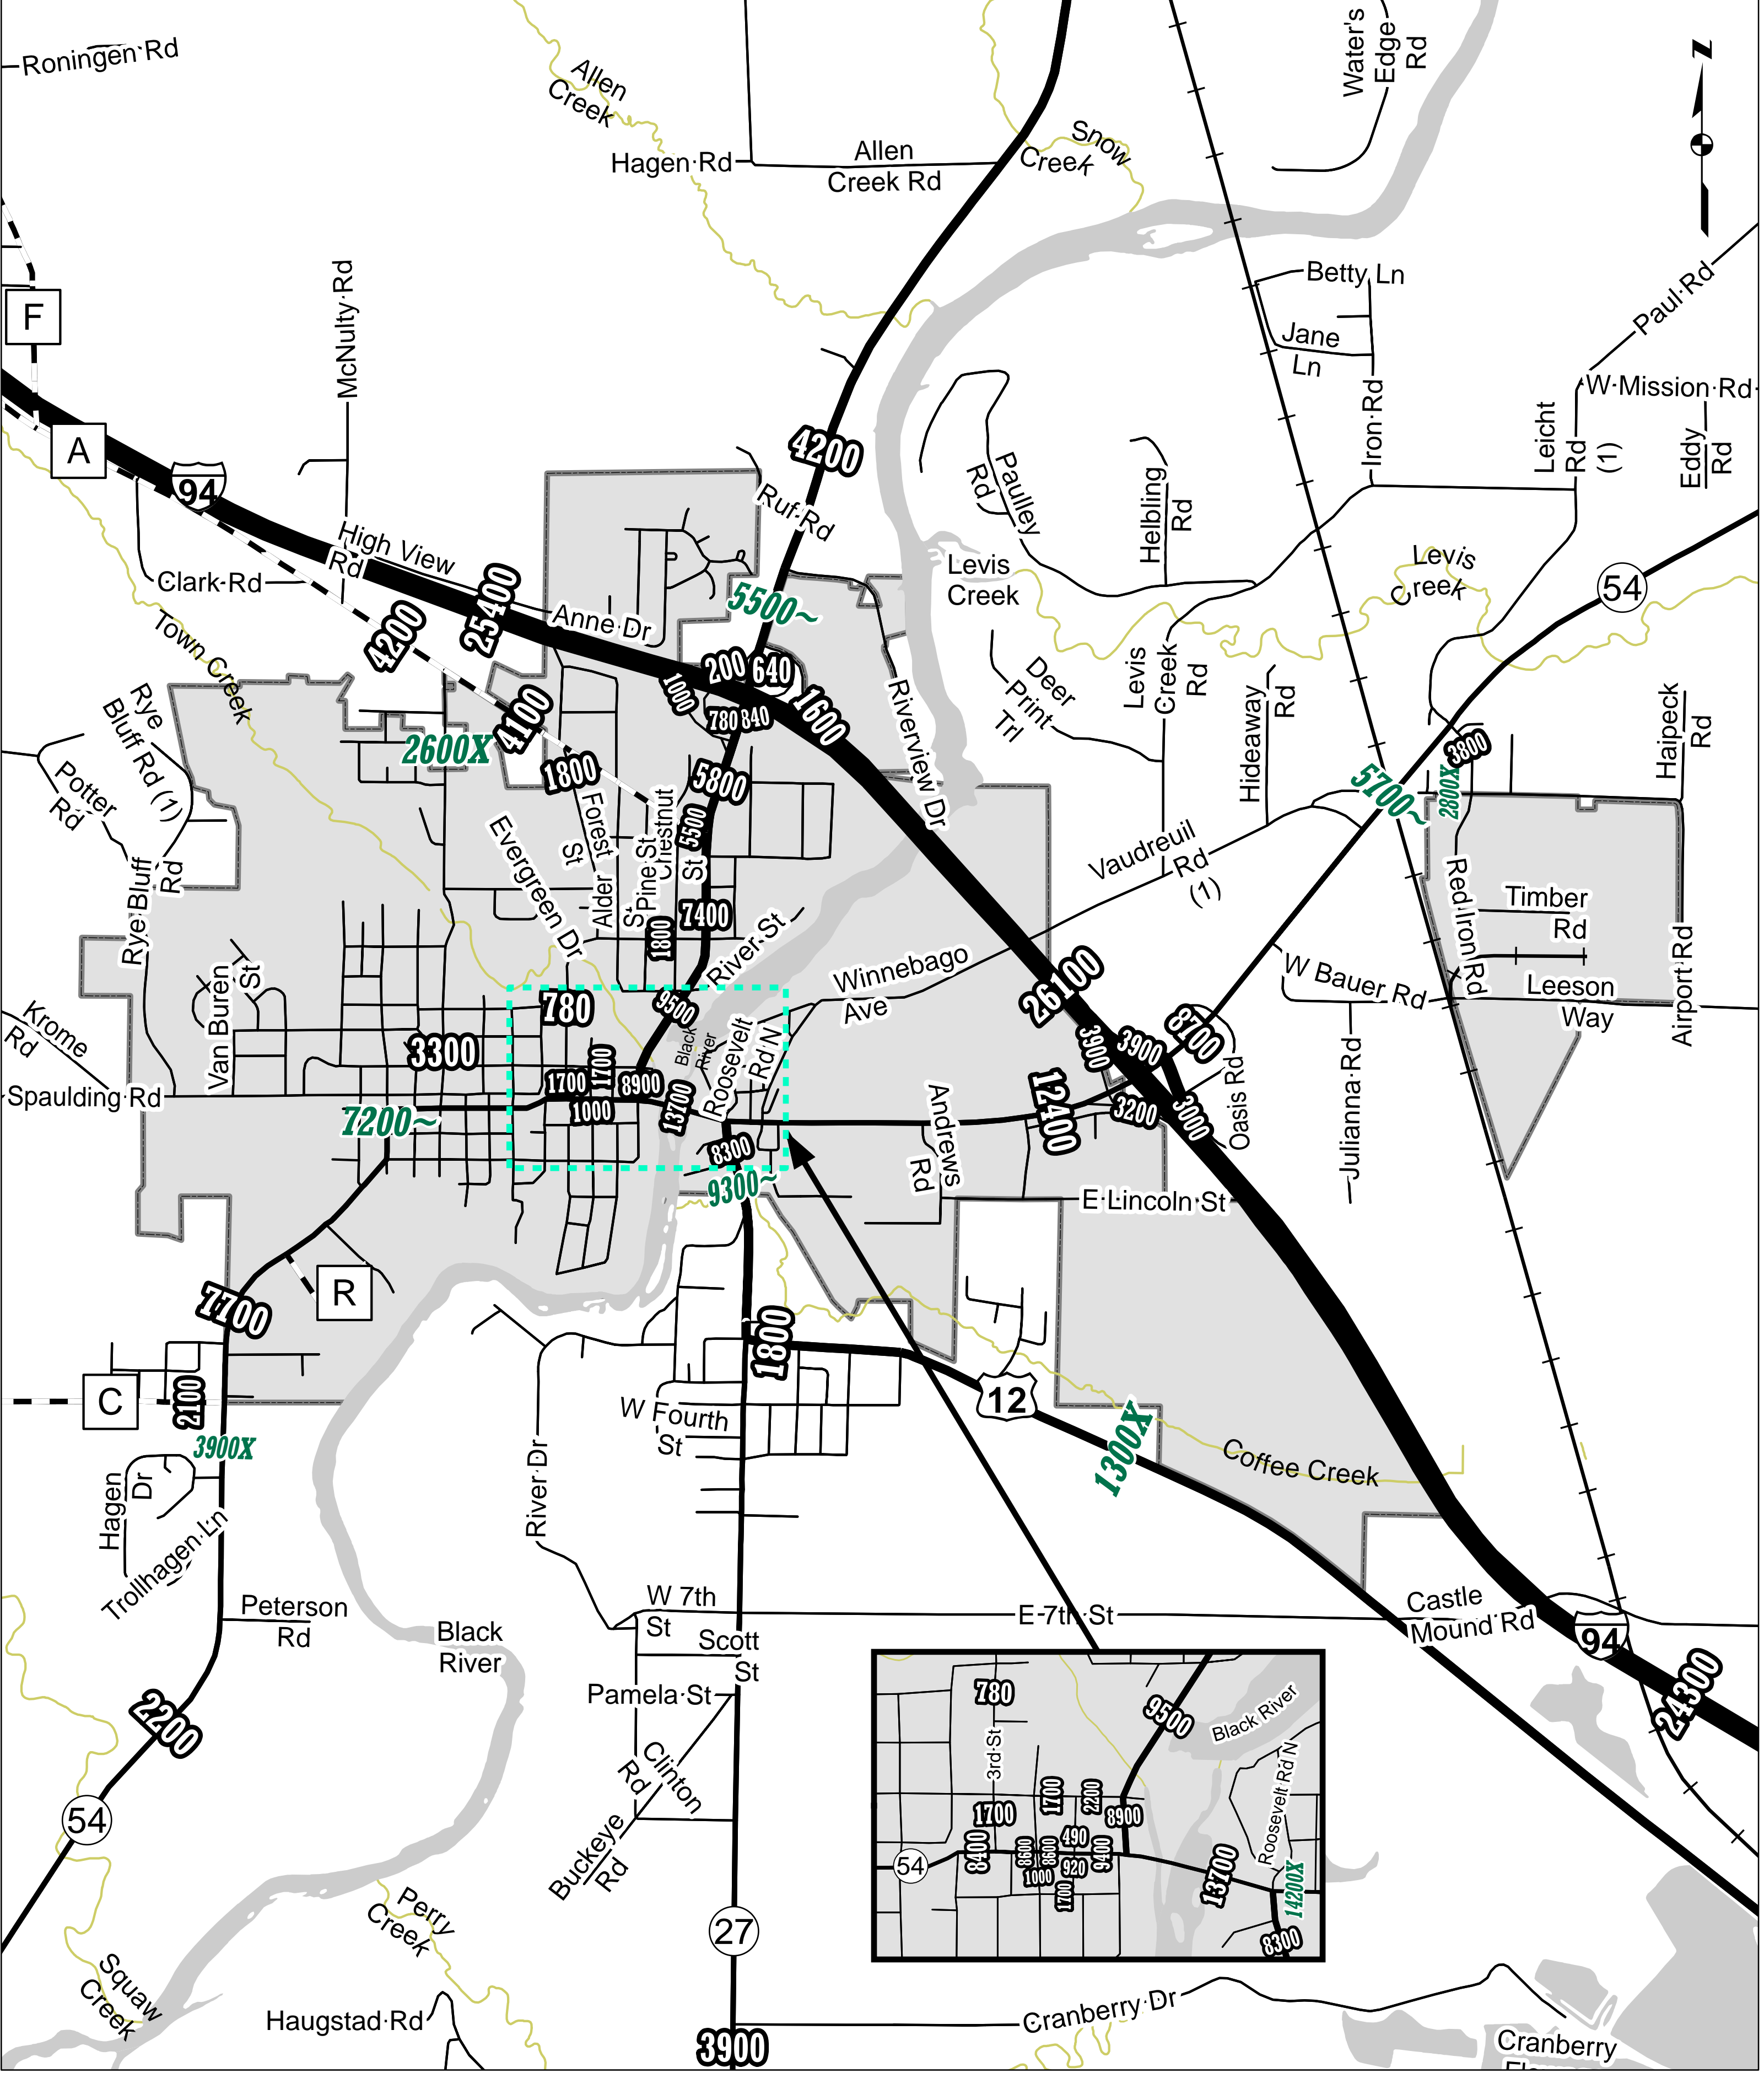 Roningen Rd
Allen
Creek
Water's
Edge
Rd
N
Hagen Rd
Allen
Creek Rd
Snow
Creek
F
McNulty Rd
Betty Ln
Jane
Ln
Paul Rd
W Mission Rd
Iron Rd
Leicht
Rd
(1)
Eddy
Rd
A
94
4200
Ruf Rd
Paulley
Rd
Helbling
Rd
High View
Rd
Clark Rd
25400
4200
Anne Dr
5500~
Levis
Creek
Levis
Creek
54
Town Creek
200
640
1000
780
840
1600
Rye
Bluff Rd (1)
4100
2600X
1800
Riverview Dr
Deer
Print
Trl
Levis
Creek
Rd
Hideaway
Rd
3800
2800X
5700~
Haipeck
Rd
Potter
Rd
5800
5500
Forest
St
Chestnut
St
Pine St
Alder
St
Evergreen Dr
Vaudreuil
Rd
(1)
Rye Bluff
Rd
7400
1800
River St
Red Iron Rd
Timber
Rd
Winnebago
Ave
26100
W Bauer Rd
Leeson
Way
Airport Rd
Van Buren
St
Krome
Rd
780
9500
3300
1700
1700
8900
1000
13700
Black
River
Roosevelt
Rd N
3900
3900
8700
12400
3200
3000
Oasis Rd
Julianna Rd
Spaulding Rd
7200~
8300
9300~
Andrews
Rd
E Lincoln St
R
7700
1800
C
2100
3900X
12
1300X
W Fourth
St
Coffee Creek
River Dr
Hagen
Dr
Trollhagen Ln
Peterson
Rd
Black
River
W 7th
St
E 7th St
Castle
Mound Rd
94
24300
Scott
St
Pamela St
2200
Clinton
Rd
Buckeye
Rd
54
780
9500
Black River
3rd St
1700
2200
1700
8900
8400
8600
8600
490
9400
1000
920
1700
54
13700
Roosevelt Rd N
14200X
8300
27
Perry
Creek
Squaw
Creek
Haugstad Rd
Cranberry Dr
3900
Cranberry